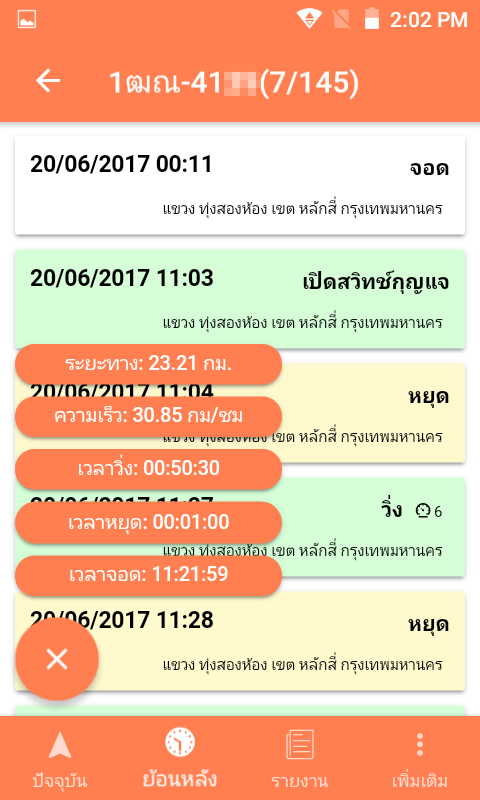 2:02 PM
1ฒณ-41 (7/145)
20/06/2017 00:11 จอด
แขวง ทุ่งสองห้อง เขต หลักสี่ กรุงเทพมหานคร
20/06/2017 11:03 เปิดสวิทช์กุญแจ
แขวง ทุ่งสองห้อง เขต หลักสี่ กรุงเทพมหานคร
ระยะทาง: 23.21 กม.
20/06/2017 11:04 หยุด
ความเร็ว: 30.85 กม/ชม
แขวง ทุ่งสองห้อง เขต หลักสี่ กรุงเทพมหานคร
เวลาวิ่ง: 00:50:30
20/06/2017 11:27 วิ่ง 6
เวลาหยุด: 00:01:00
แขวง ทุ่งสองห้อง เขต หลักสี่ กรุงเทพมหานคร
เวลาจอด: 11:21:59
20/06/2017 11:28 หยุด
แขวง ทุ่งสองห้อง เขต หลักสี่ กรุงเทพมหานคร
ปัจจุบัน ย้อนหลัง รายงาน เพิ่มเติม